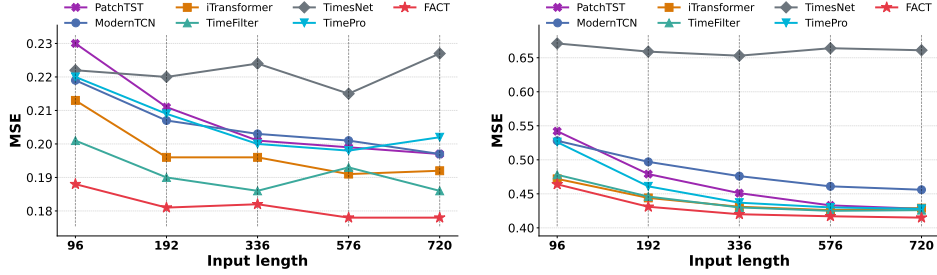 PatchTST iTransformer TimesNet FACT
ModernTCN TimeFilter TimePro
0.23
0.22
0.21
0.20
0.19
0.18
MSE
96 192 336 576 720
Input length
PatchTST iTransformer TimesNet FACT
ModernTCN TimeFilter TimePro
0.65
0.60
0.55
0.50
0.45
0.40
MSE
96 192 336 576 720
Input length